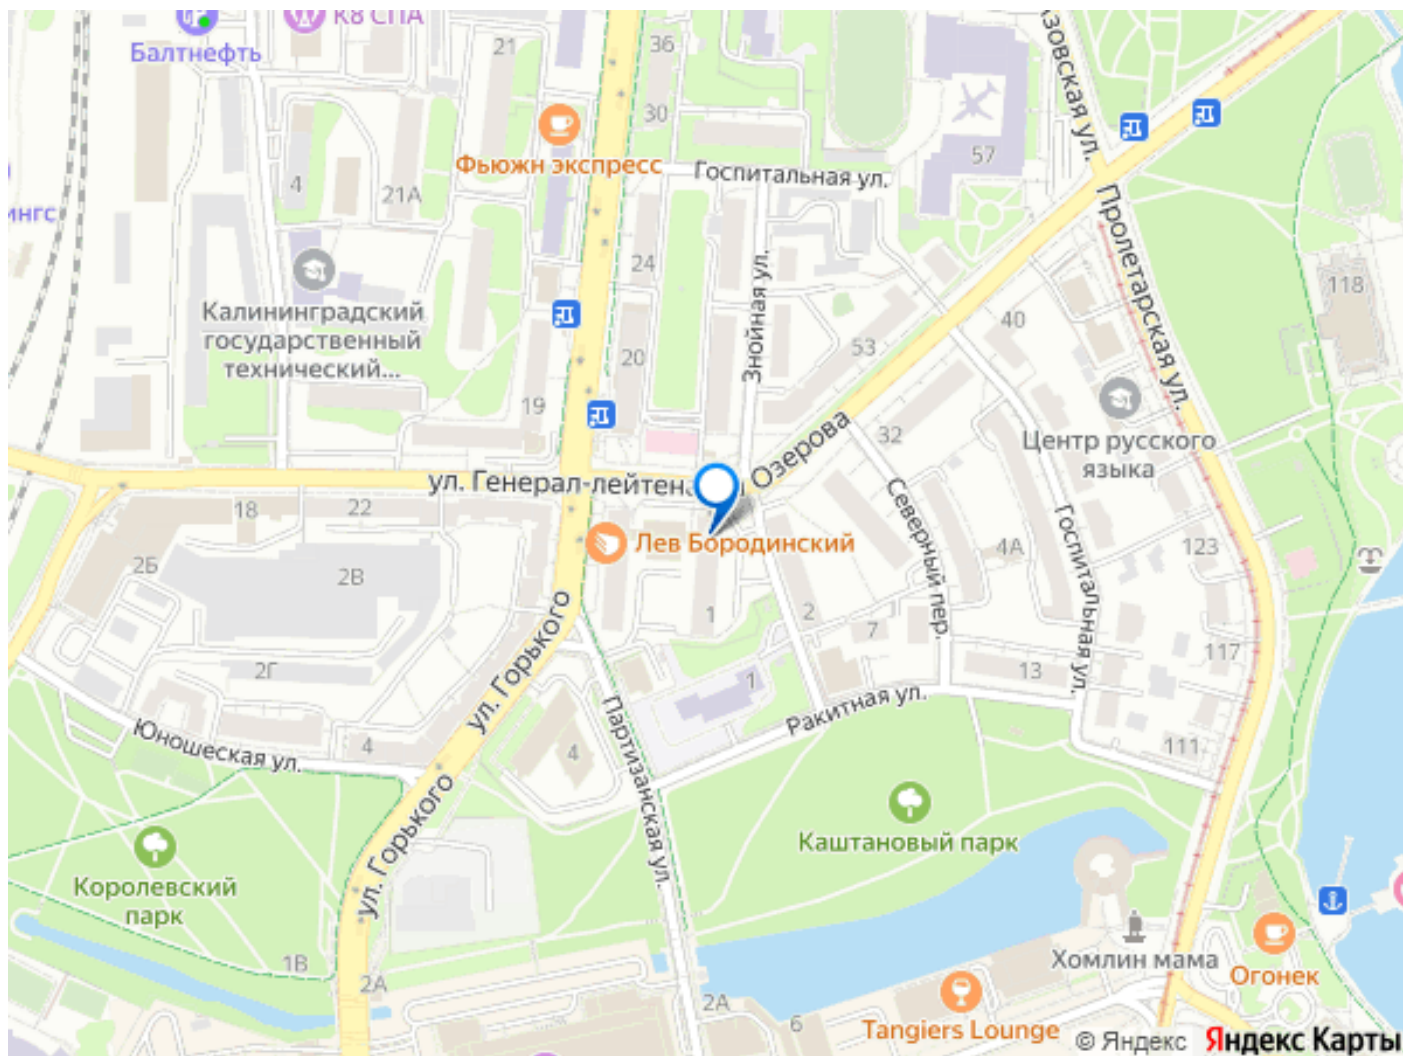 К8 СПА
Балтнефть
21
36
30
Фьюжн экспресс
Госпитальная ул.
57
Пролетарская ул.
4
21А
нгс
24
Знойная ул.
118
Калининградский
государственный
технический...
40
20
53
19
ул. Генерал-лейтена
Озерова
32
Центр русского
языка
18
22
Северный пер.
Госпитальная ул.
Лев Бородинский
2Б
2В
4А
123
1
2
7
ул. Горького
2Г
1
13
117
Ракитная ул.
Юношеская ул.
4
4
Партизанская ул.
111
ул. Горького
Каштановый парк
Королевский
парк
1В
2А
2А
6
Хомлин мама
Огонек
Tangiers Lounge
© Яндекс Яндекс Карты